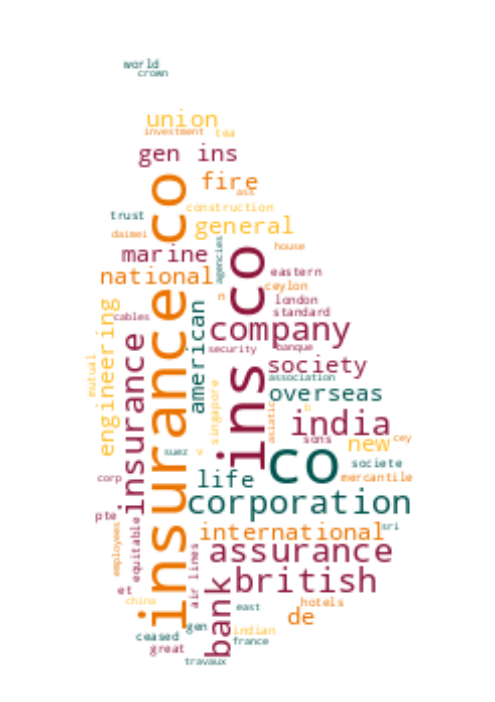 world
crown
union
investment tea
gen ins
fire
ass
construction
trust
general
daimei
house
marine
agencies
insurance co
ins co
eastern
national
ceylon
n
london
standard
cables
engineering
american
company
security
banque
insurance
mutual
society
association
overseas
singapore
asiatic
o
india
sons
new
cey
suez
v
co
societe
corp
life
mercantile
corporation
pte
employees
equitable
international
sri
air lines
assurance
bank
british
et
china
east
hotels
de
gen
indian
ceased
france
great
travaux